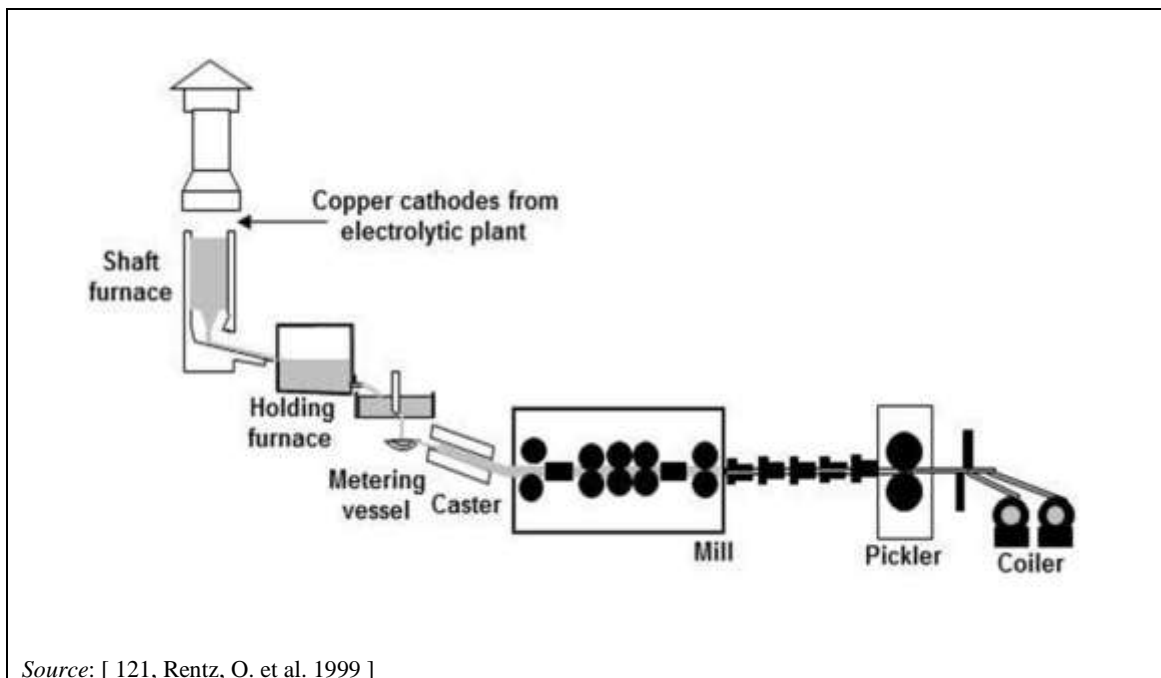 Copper cathodes from
electrolytic plant
Shaft
furnace
Holding
furnace
Metering
vessel
Caster
Mill
Pickler
Coiler
Source: [ 121, Rentz, O. et al. 1999 ]